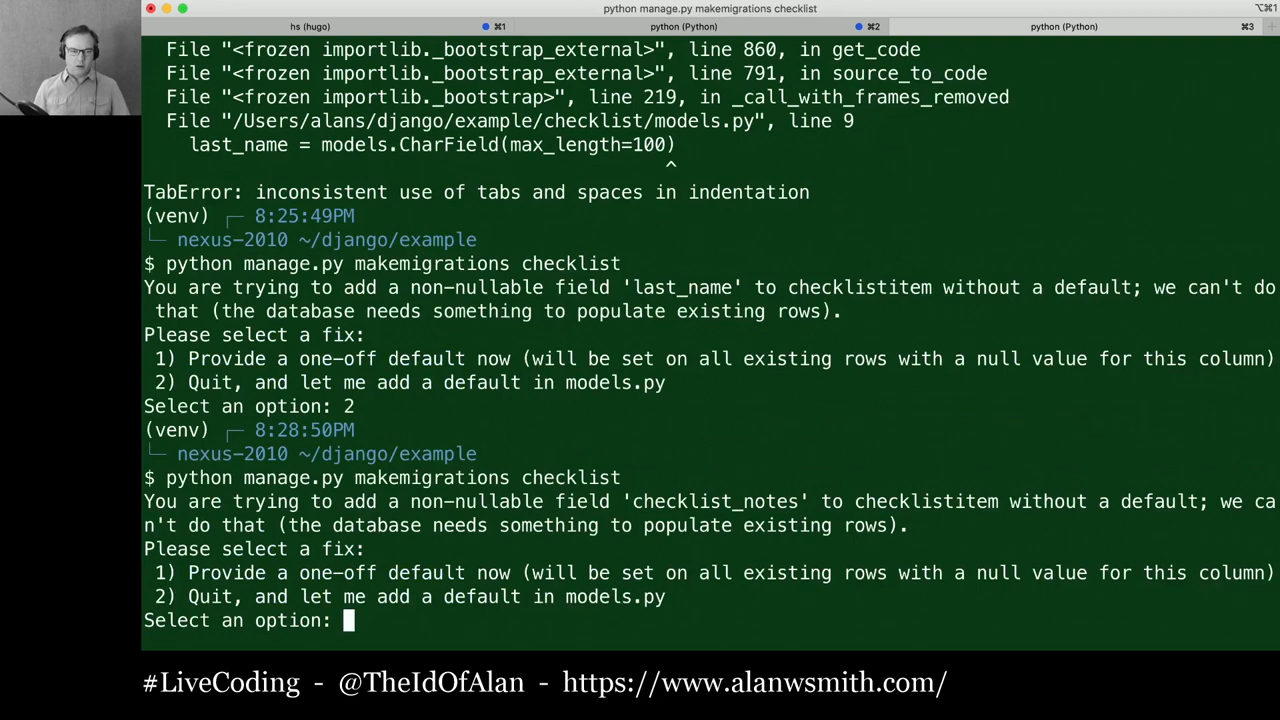 python manage.py makemigrations checklist
⌥⌘1
hs (hugo)
⌘1
python (Python)
⌘2
python (Python)
⌘3
File "<frozen importlib._bootstrap_external>", line 860, in get_code
File "<frozen importlib._bootstrap_external>", line 791, in source_to_code
File "<frozen importlib._bootstrap>", line 219, in _call_with_frames_removed
File "/Users/alans/django/example/checklist/models.py", line 9
last_name = models.CharField(max_length=100)
^
TabError: inconsistent use of tabs and spaces in indentation
(venv) ┌─ 8:25:49PM
└─ nexus-2010 ~/django/example
$ python manage.py makemigrations checklist
You are trying to add a non-nullable field 'last_name' to checklistitem without a default; we can't do
that (the database needs something to populate existing rows).
Please select a fix:
1) Provide a one-off default now (will be set on all existing rows with a null value for this column)
2) Quit, and let me add a default in models.py
Select an option: 2
(venv) ┌─ 8:28:50PM
└─ nexus-2010 ~/django/example
$ python manage.py makemigrations checklist
You are trying to add a non-nullable field 'checklist_notes' to checklistitem without a default; we ca
n't do that (the database needs something to populate existing rows).
Please select a fix:
1) Provide a one-off default now (will be set on all existing rows with a null value for this column)
2) Quit, and let me add a default in models.py
Select an option:
#LiveCoding - @TheIdOfAlan - https://www.alanwsmith.com/